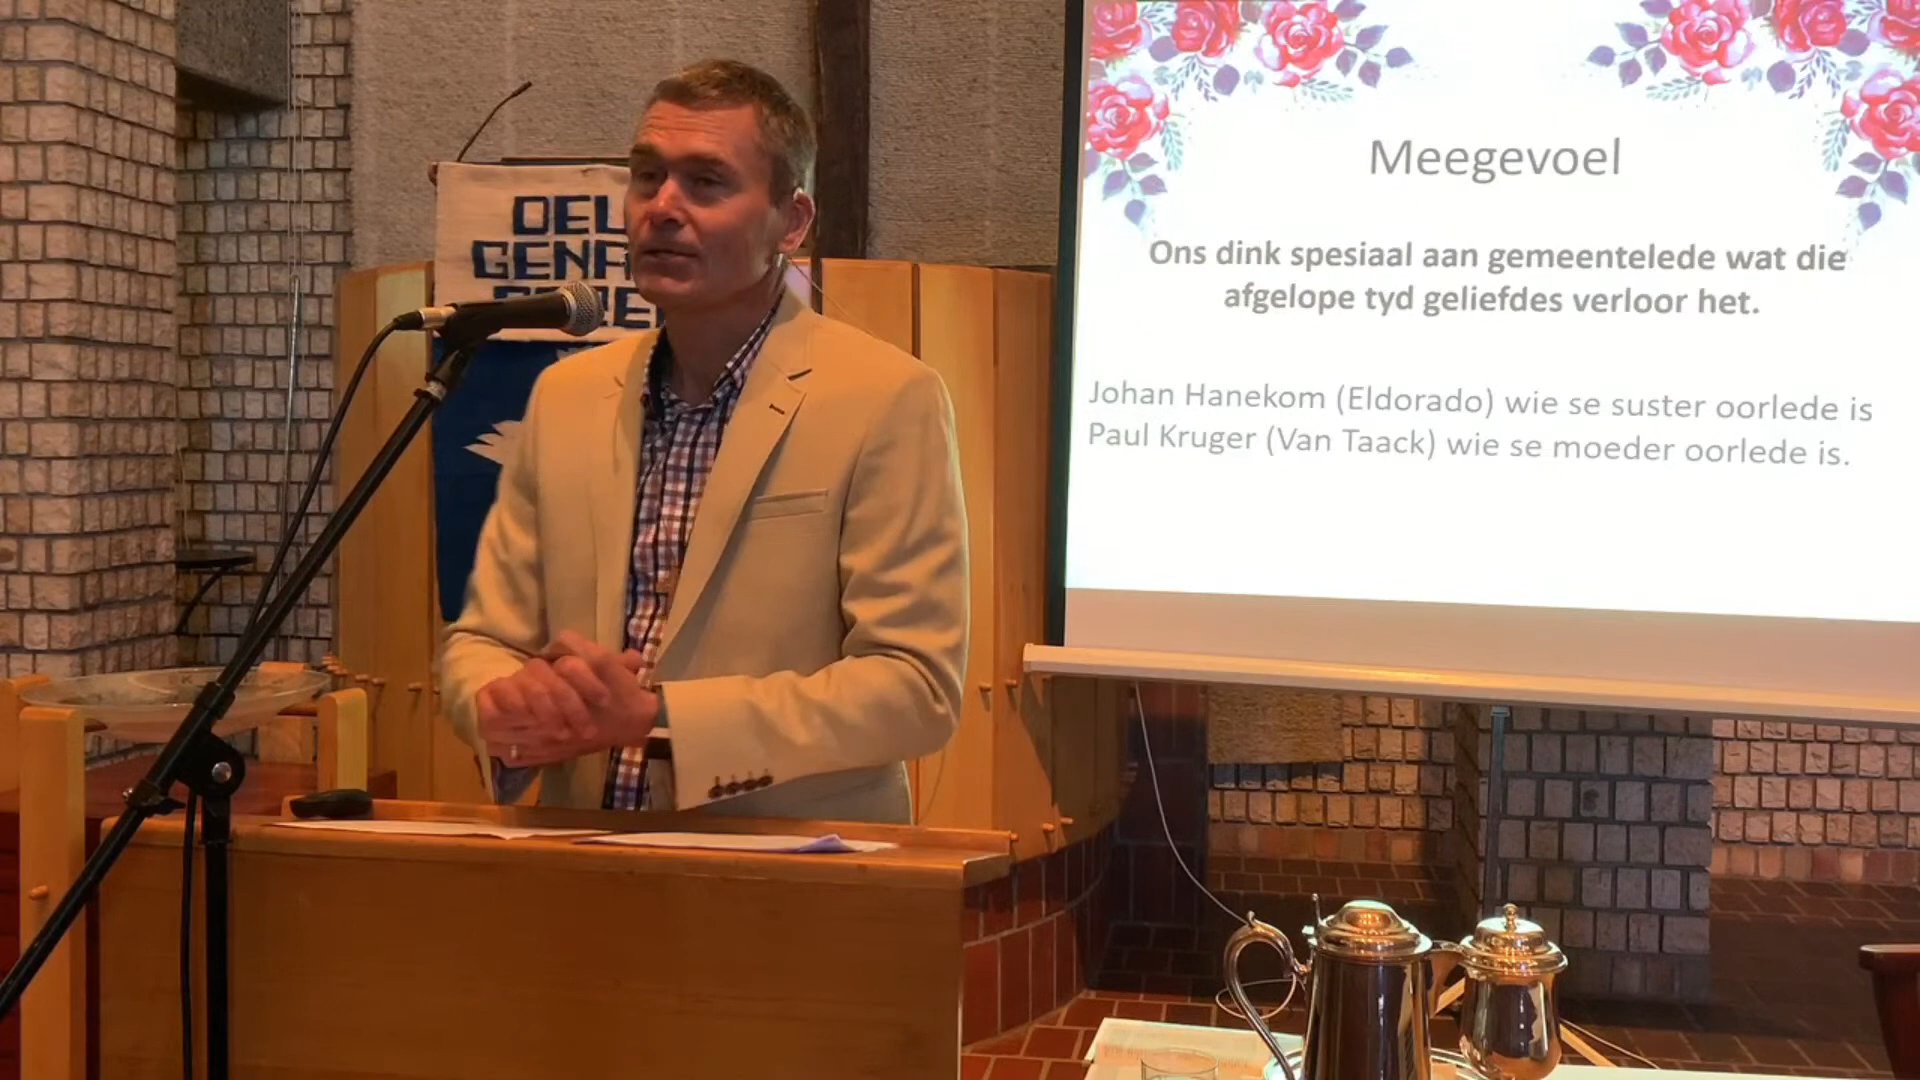 Meegevoel
Ons dink spesiaal aan gemeentelede wat die
afgelope tyd geliefdes verloor het.
Johan Hanekom (Eldorado) wie se suster oorlede is
Paul Kruger (Van Taack) wie se moeder oorlede is.